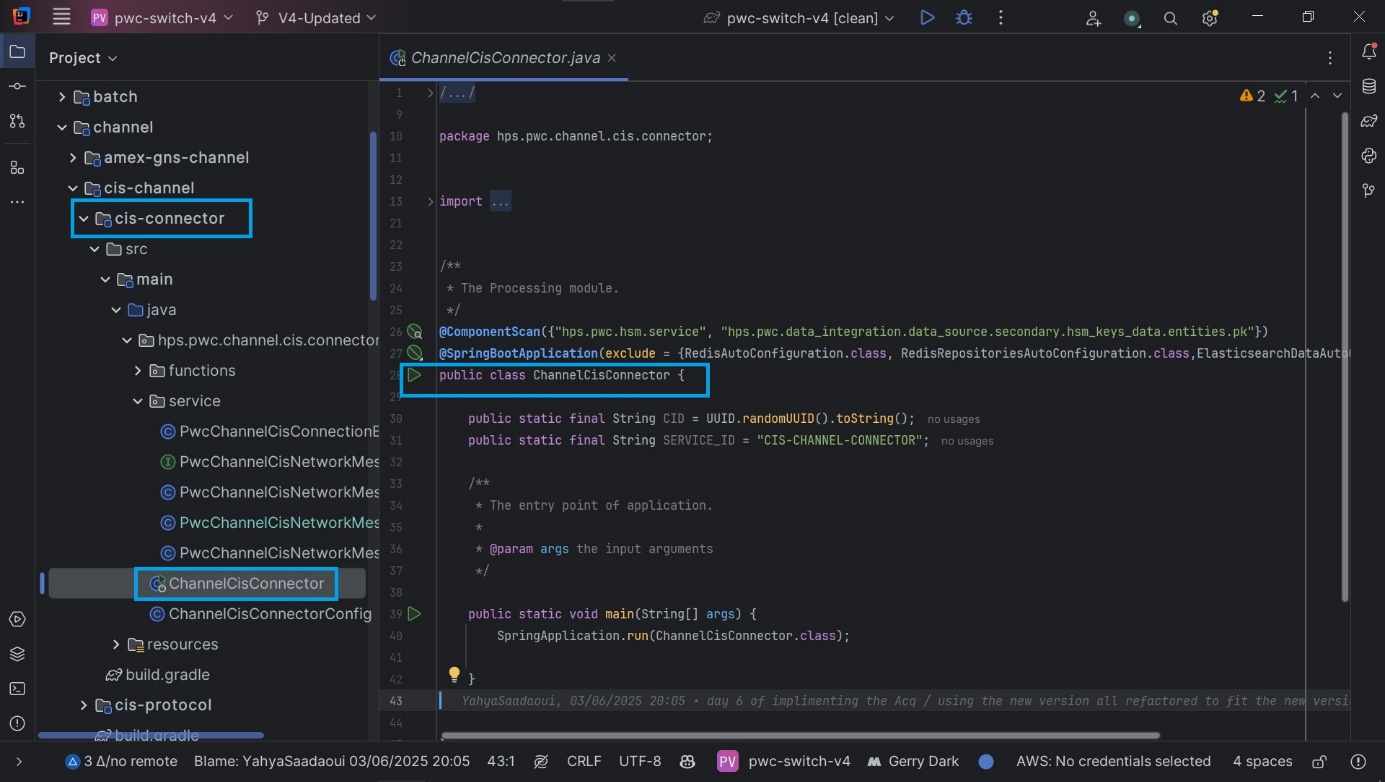 PV pwc-switch-v4 V4-Updated pwc-switch-v4 [clean]
Project
batch
channel
amex-gns-channel
cis-channel
cis-connector
src
main
java
hps.pwc.channel.cis.connector
functions
service
PwcChannelCisConnectionE
PwcChannelCisNetworkMes
PwcChannelCisNetworkMes
PwcChannelCisNetworkMes
PwcChannelCisNetworkMes
ChannelCisConnector
ChannelCisConnectorConfig
resources
build.gradle
cis-protocol
build.gradle
ChannelCisConnector.java
2 1
1 /.../
9
10 package hps.pwc.channel.cis.connector;
11
12
13 import ...
21
22
23 /**
24 * The Processing module.
25 */
26 @ComponentScan({"hps.pwc.hsm.service", "hps.pwc.data_integration.data_source.secondary.hsm_keys_data.entities.pk"})
27 @SpringBootApplication(exclude = {RedisAutoConfiguration.class, RedisRepositoriesAutoConfiguration.class,ElasticsearchDataAuto
28 public class ChannelCisConnector {
29
30 public static final String CID = UUID.randomUUID().toString(); no usages
31 public static final String SERVICE_ID = "CIS-CHANNEL-CONNECTOR"; no usages
32
33 /**
34 * The entry point of application.
35 *
36 * @param args the input arguments
37 */
38
39 public static void main(String[] args) {
40 SpringApplication.run(ChannelCisConnector.class);
41
42 }
43 YahyaSaadaoui, 03/06/2025 20:05 • day 6 of implimenting the Acq / using the new version all refactored to fit the new versi
44
3 Δ/no remote Blame: YahyaSaadaoui 03/06/2025 20:05 43:1 CRLF UTF-8 PV pwc-switch-v4 Gerry Dark AWS: No credentials selected 4 spaces